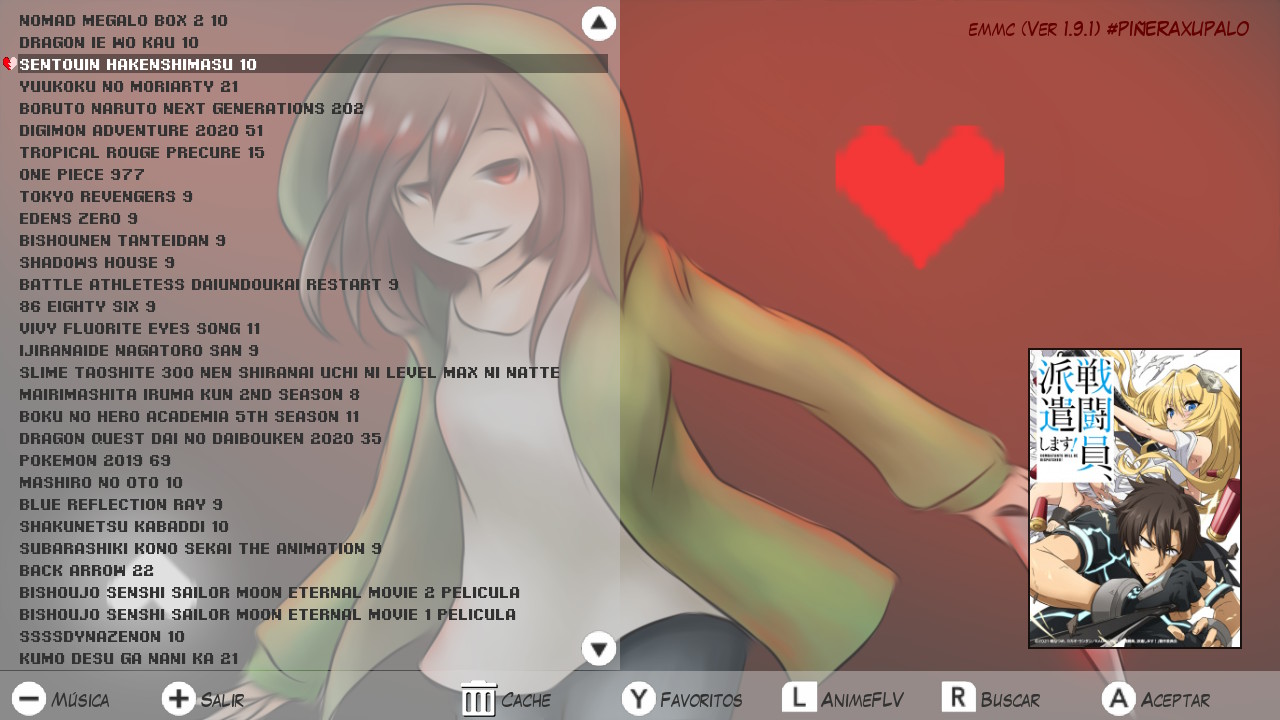 NOMAD MEGALO BOX 2 10
DRAGON IE WO KAU 10
SENTOUIN HAKENSHIMASU 10
YUUKOKU NO MORIARTY 21
BORUTO NARUTO NEXT GENERATIONS 202
DIGIMON ADVENTURE 2020 51
TROPICAL ROUGE PRECURE 15
ONE PIECE 977
TOKYO REVENGERS 9
EDENS ZERO 9
BISHOUNEN TANTEIDAN 9
SHADOWS HOUSE 9
BATTLE ATHLETESS DAIUNDOUKAI RESTART 9
86 EIGHTY SIX 9
VIVY FLUORITE EYES SONG 11
IJIRANAIDE NAGATORO SAN 9
SLIME TAOSHITE 300 NEN SHIRANAI UCHI NI LEVEL MAX NI NATTE
MAIRIMASHITA IRUMA KUN 2ND SEASON 8
BOKU NO HERO ACADEMIA 5TH SEASON 11
DRAGON QUEST DAI NO DAIBOUKEN 2020 35
POKEMON 2019 69
MASHIRO NO OTO 10
BLUE REFLECTION RAY 9
SHAKUNETSU KABADDI 10
SUBARASHIKI KONO SEKAI THE ANIMATION 9
BACK ARROW 22
BISHOUJO SENSHI SAILOR MOON ETERNAL MOVIE 2 PELICULA
BISHOUJO SENSHI SAILOR MOON ETERNAL MOVIE 1 PELICULA
SSSSDYNAZENON 10
KUMO DESU GA NANI KA 21
EMMC (VER 1.9.1) #PIÑERAXUPALO
戦闘員、
派遣します!
COMBATANTS WILL BE DISPATCHED!
MÚSICA
SALIR
CACHE
Y FAVORITOS
L ANIMEFLV
R BUSCAR
A ACEPTAR